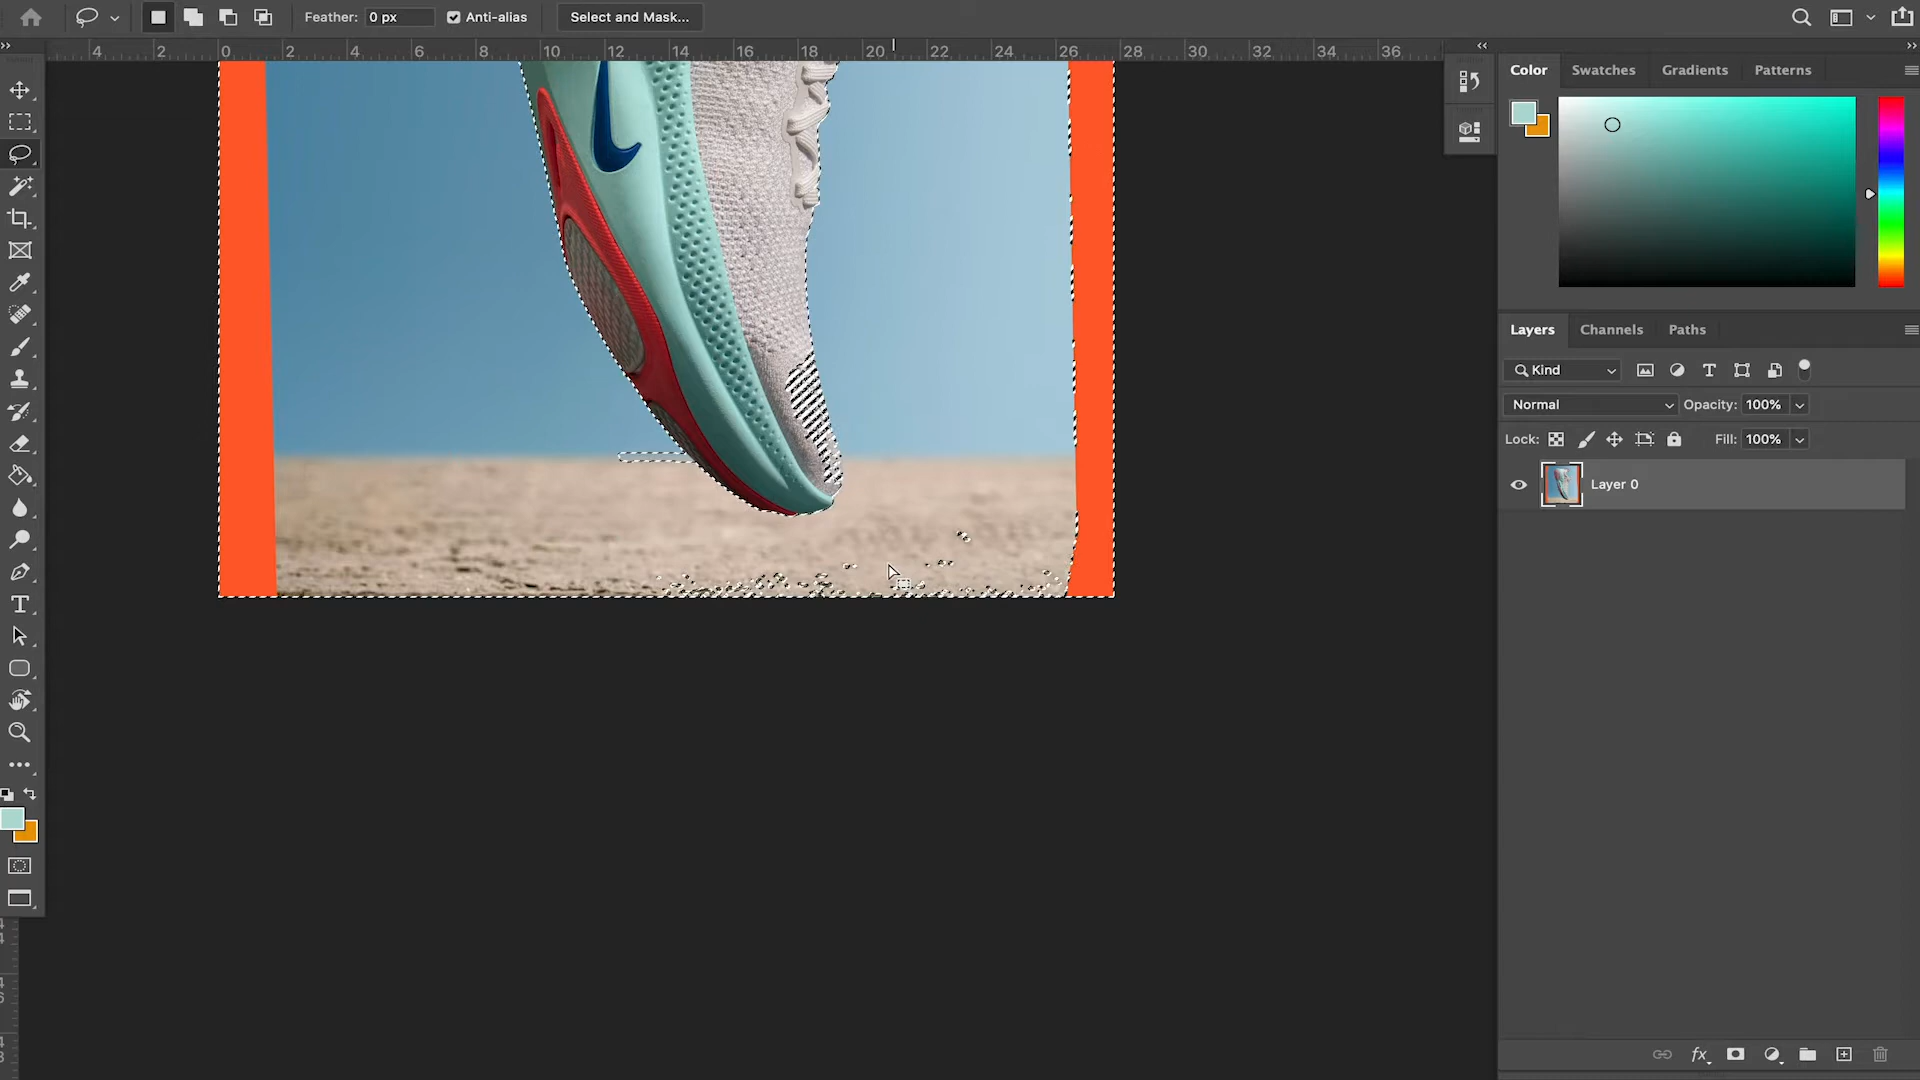 Feather: 0 px Anti-alias Select and Mask...
4 2 0 2 4 6 8 10 12 14 16 18 20 22 24 26 28 30 32 34 36
Color Swatches Gradients Patterns
Layers Channels Paths
Kind
Normal Opacity: 100%
Lock: Fill: 100%
Layer 0